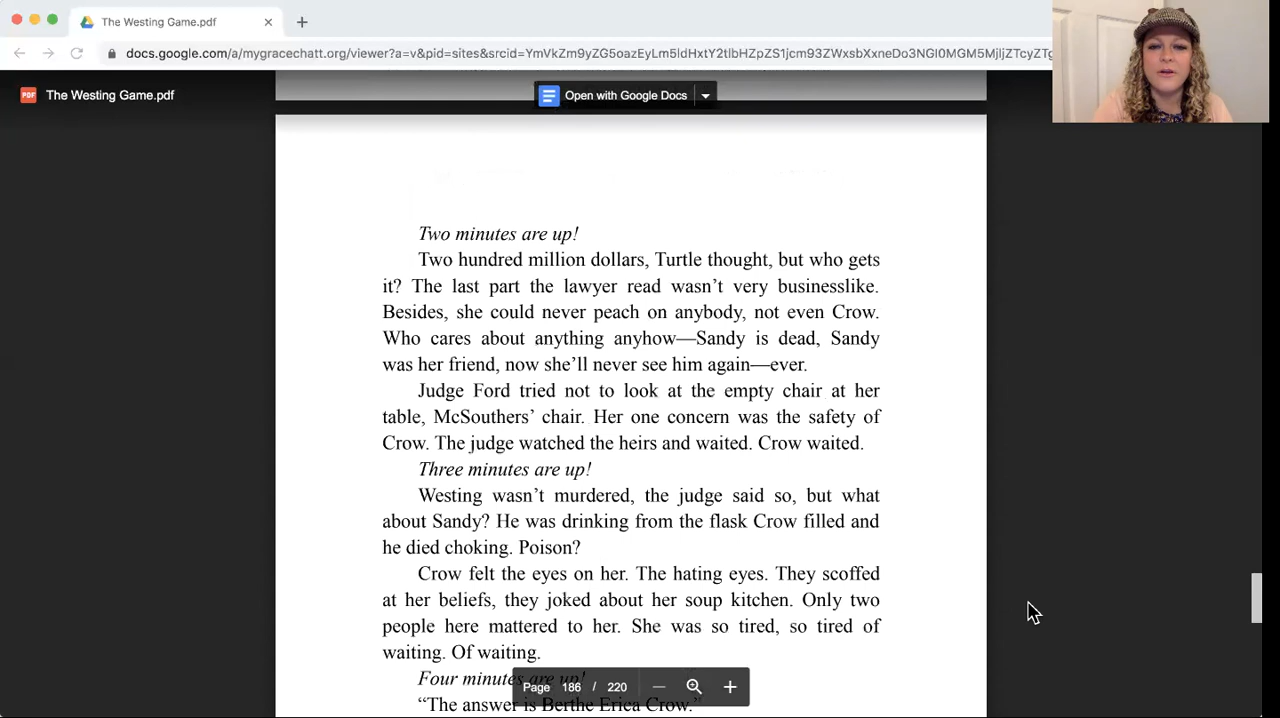 The Westing Game.pdf
docs.google.com/a/mygracechatt.org/viewer?a=v&pid=sites&srcid=
PDF The Westing Game.pdf
Open with Google Docs
Two minutes are up!
Two hundred million dollars, Turtle thought, but who gets
it? The last part the lawyer read wasn’t very businesslike.
Besides, she could never peach on anybody, not even Crow.
Who cares about anything anyhow—Sandy is dead, Sandy
was her friend, now she’ll never see him again—ever.
Judge Ford tried not to look at the empty chair at her
table, McSouthers’ chair. Her one concern was the safety of
Crow. The judge watched the heirs and waited. Crow waited.
Three minutes are up!
Westing wasn’t murdered, the judge said so, but what
about Sandy? He was drinking from the flask Crow filled and
he died choking. Poison?
Crow felt the eyes on her. The hating eyes. They scoffed
at her beliefs, they joked about her soup kitchen. Only two
people here mattered to her. She was so tired, so tired of
waiting. Of waiting.
Four minutes are up!
Page 186 / 220
“The answer is Berthe Erica Crow.”